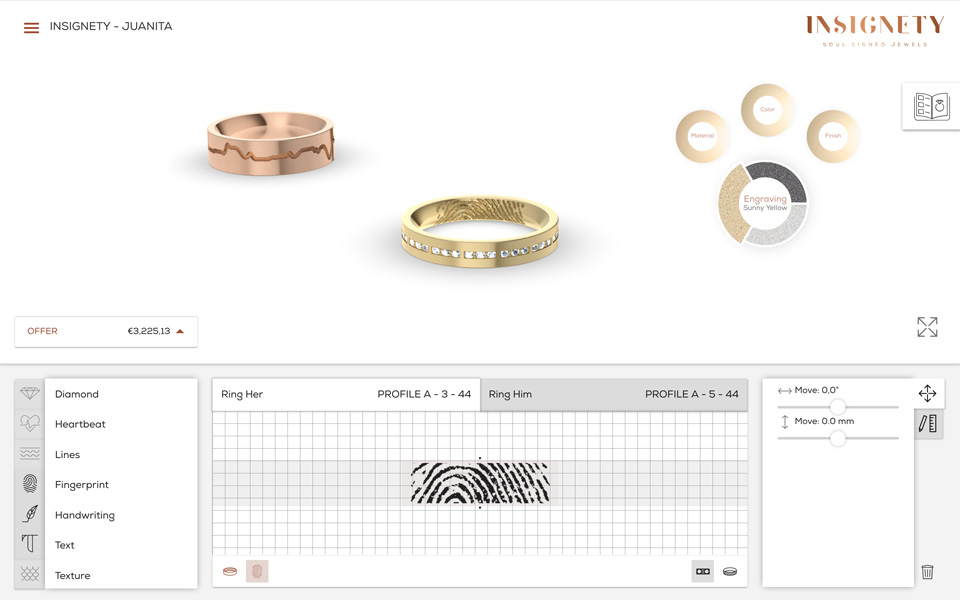 INSIGNETY - JUANITA
INSIGNETY
SOUL SIGNED JEWELS
Color
Material
Finish
Engraving
Sunny Yellow
OFFER €3,225,13
Diamond
Heartbeat
Lines
Fingerprint
Handwriting
Text
Texture
Ring Her PROFILE A - 3 - 44
Ring Him PROFILE A - 5 - 44
Move: 0,0°
Move: 0.0 mm